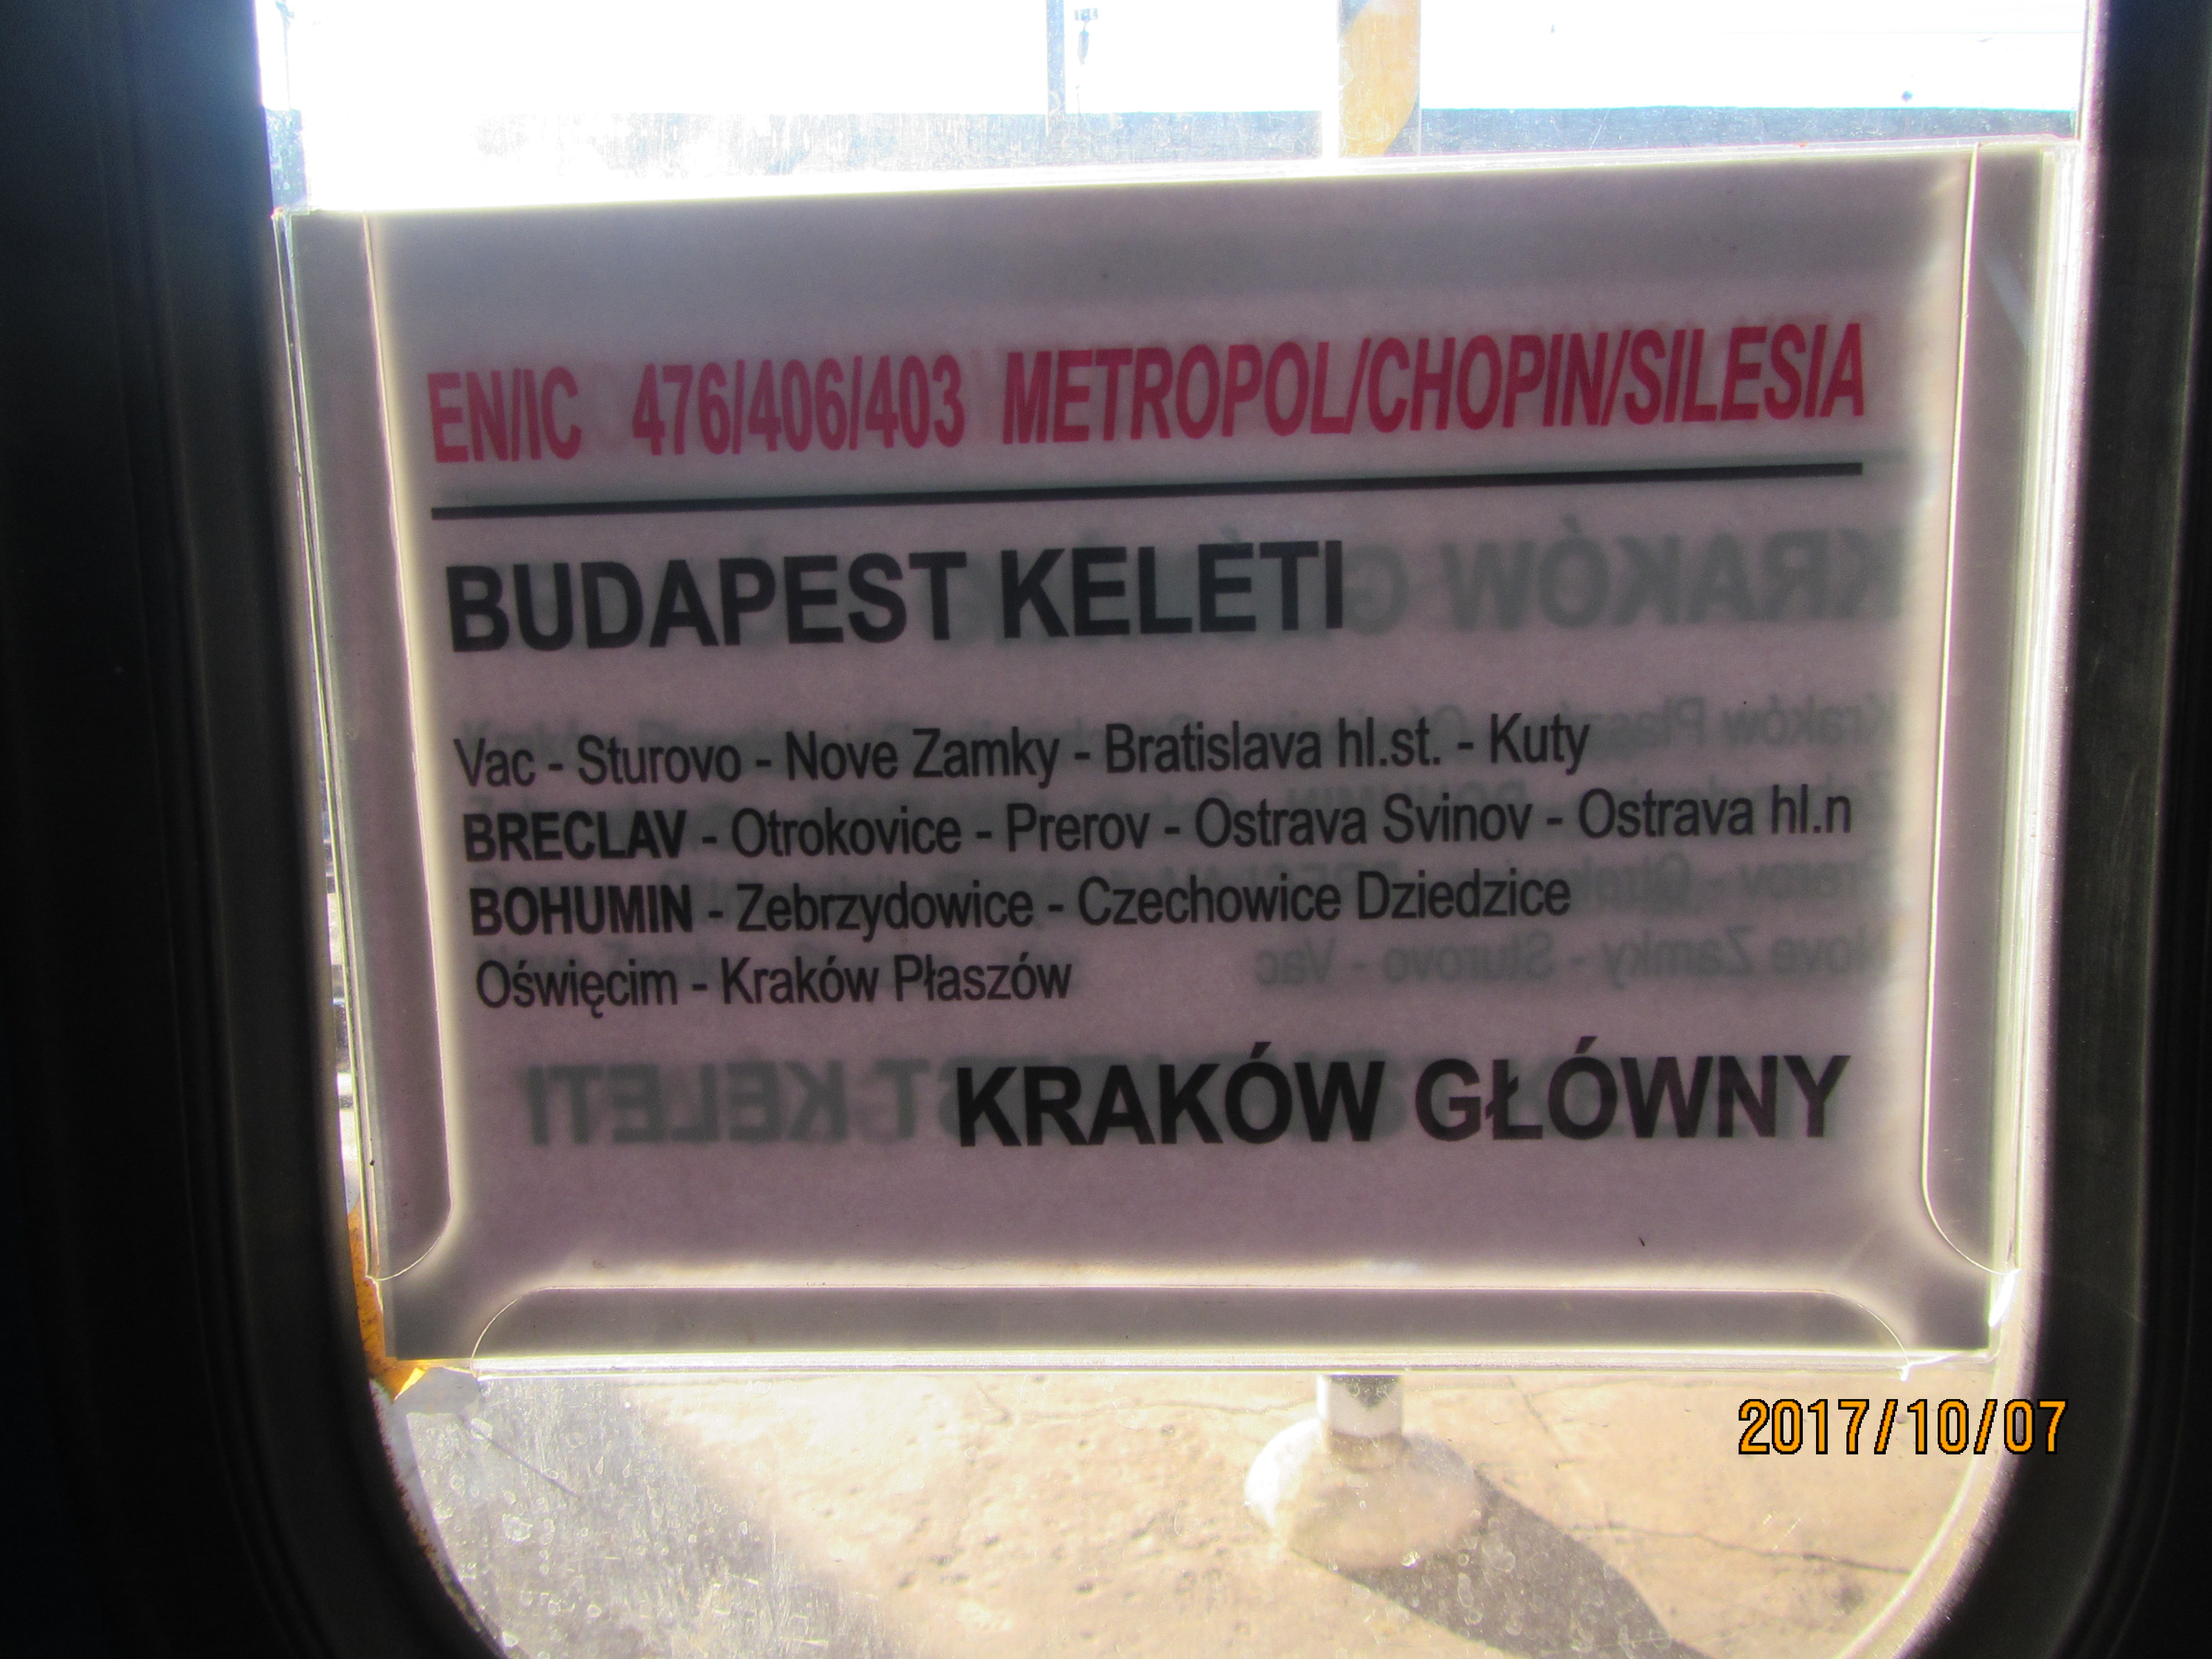 EN/IC 476/406/403 METROPOL/CHOPIN/SILESIA
BUDAPEST KELETI
Vac - Sturovo - Nove Zamky - Bratislava hl.st. - Kuty
BRECLAV - Otrokovice - Prerov - Ostrava Svinov - Ostrava hl.n
BOHUMIN - Zebrzydowice - Czechowice Dziedzice
Oświęcim - Kraków Płaszów
KRAKÓW GŁÓWNY
2017/10/07